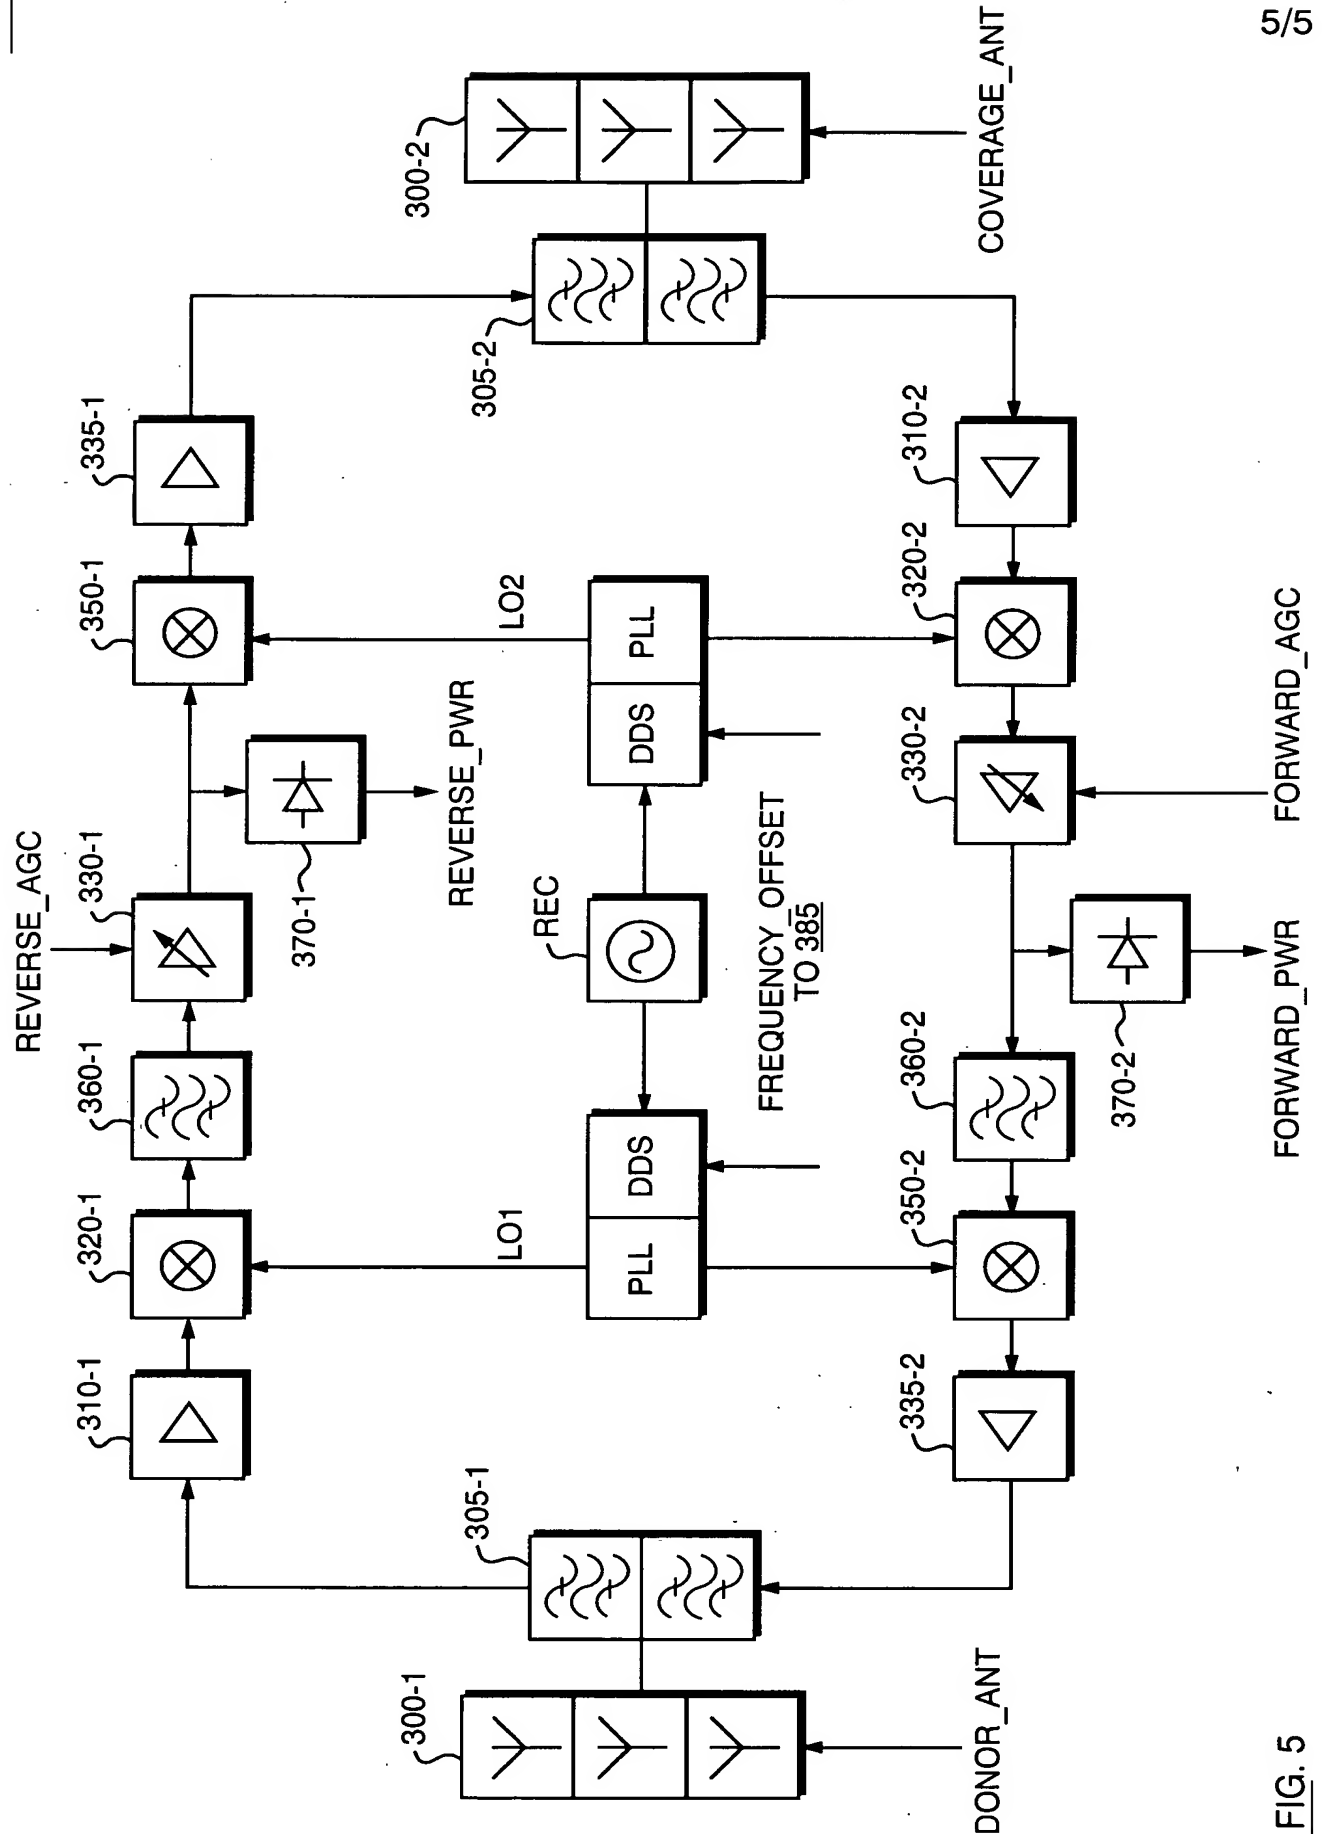 5/5
REVERSE_AGC
310-1
320-1
360-1
330-1
350-1
335-1
370-1
REVERSE_PWR
LO1
LO2
300-1
305-1
305-2
300-2
PLL
DDS
REC
DDS
PLL
FREQUENCY_OFFSET
TO 385
DONOR_ANT
COVERAGE_ANT
335-2
350-2
360-2
330-2
320-2
310-2
370-2
FORWARD_PWR
FORWARD_AGC
FIG. 5